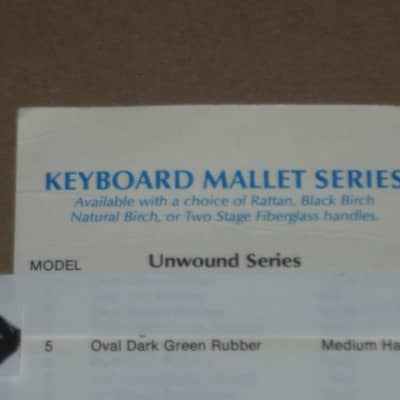 KEYBOARD MALLET SERIES
Available with a choice of Rattan, Black Birch
Natural Birch, or Two Stage Fiberglass handles.
MODEL Unwound Series
5 Oval Dark Green Rubber Medium Ha